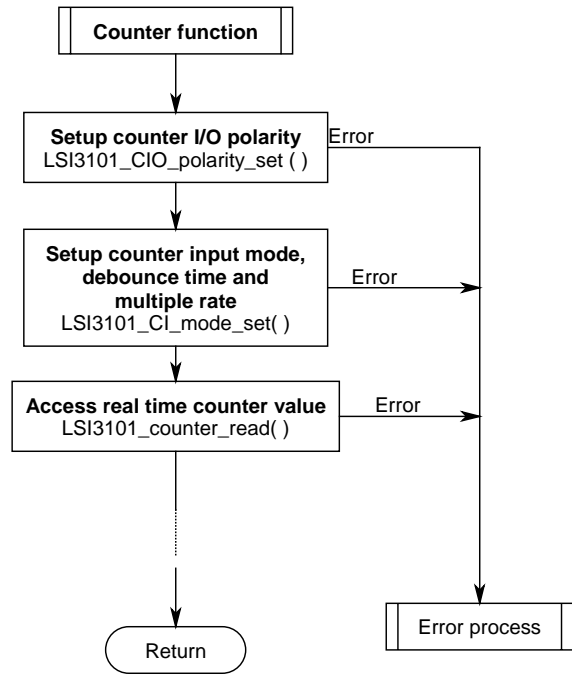 Counter function
Setup counter I/O polarity
LSI3101_CIO_polarity_set ( )
Error
Setup counter input mode,
debounce time and
multiple rate
LSI3101_CI_mode_set( )
Error
Access real time counter value
LSI3101_counter_read( )
Error
Error process
Return